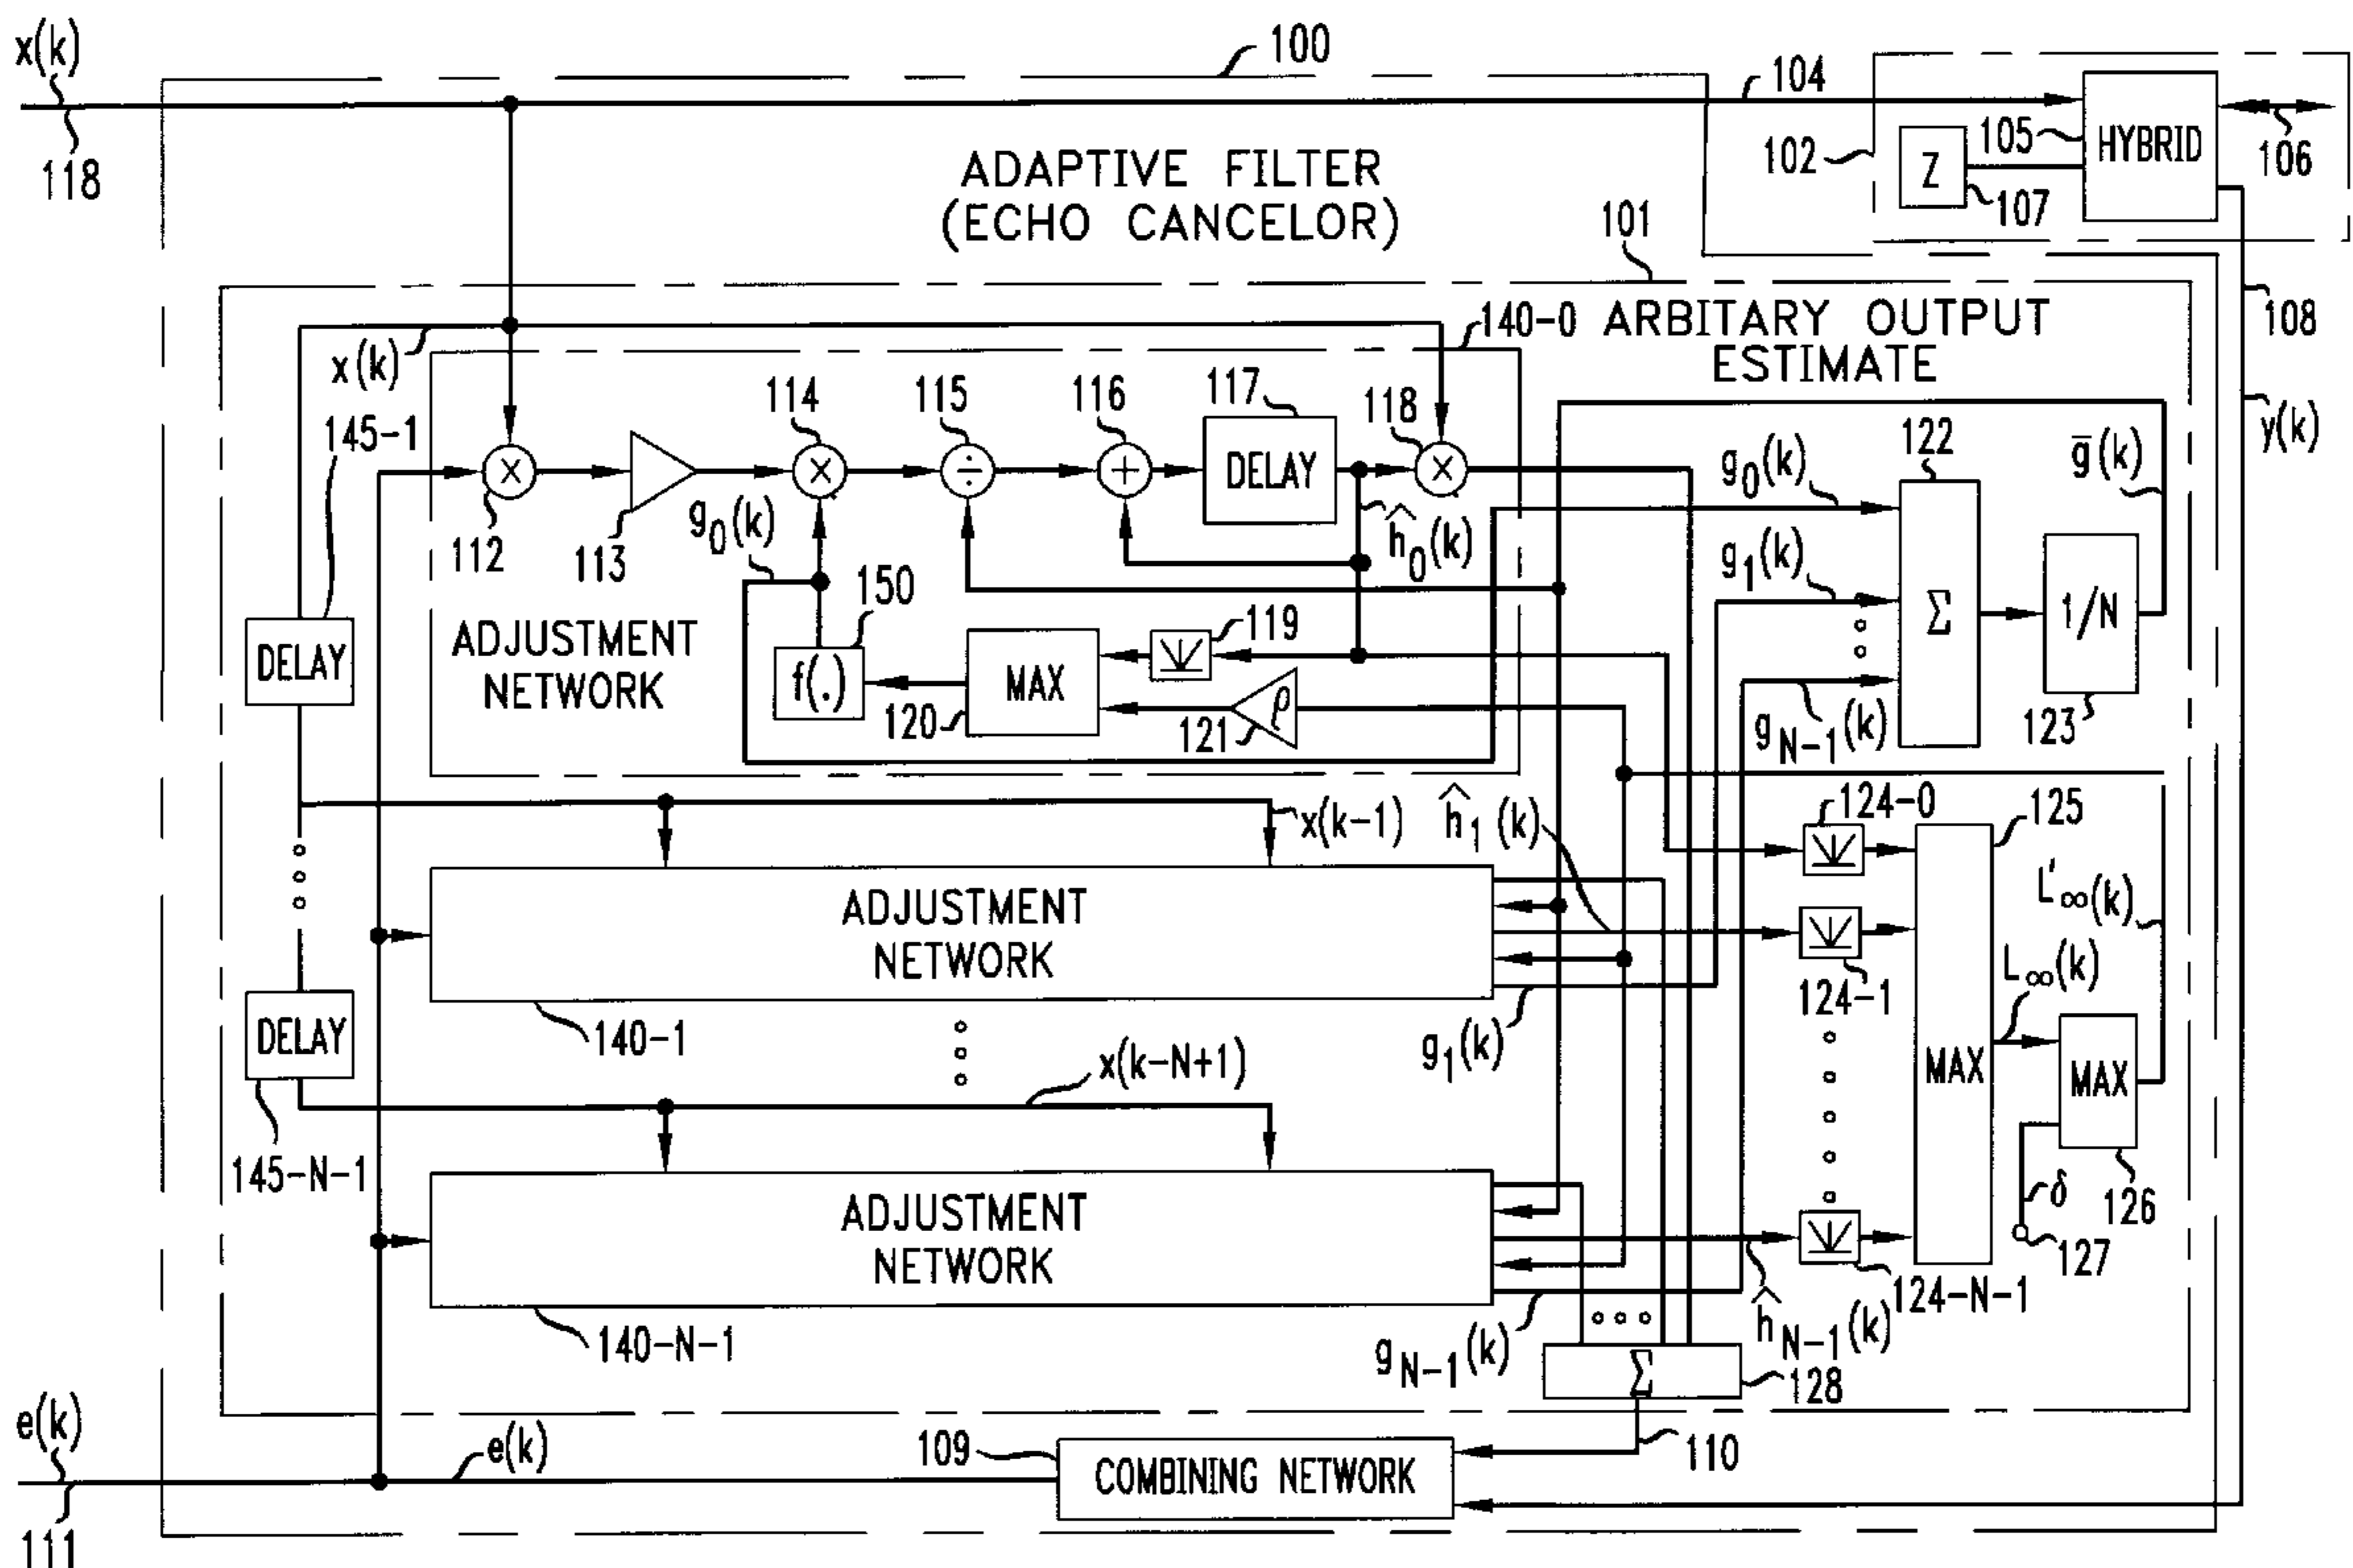 x(k)
118
100
104
ADAPTIVE FILTER
(ECHO CANCELOR)
102
105
HYBRID
Z
107
106
101
108
y(k)
140-0
ARBITARY OUTPUT
ESTIMATE
x(k)
145-1
112
113
114
115
116
117
DELAY
118
ĥ0(k)
g0(k)
150
f(.)
MAX
120
119
ρ
121
ADJUSTMENT
NETWORK
DELAY
g0(k)
g1(k)
gN-1(k)
122
Σ
1/N
123
ḡ(k)
x(k-1)
ĥ1(k)
124-0
125
124-1
MAX
L'∞(k)
L∞(k)
MAX
126
δ
127
ADJUSTMENT
NETWORK
140-1
g1(k)
DELAY
145-N-1
x(k-N+1)
ADJUSTMENT
NETWORK
140-N-1
gN-1(k)
ĥN-1(k)
124-N-1
Σ
128
110
e(k)
111
e(k)
109
COMBINING NETWORK